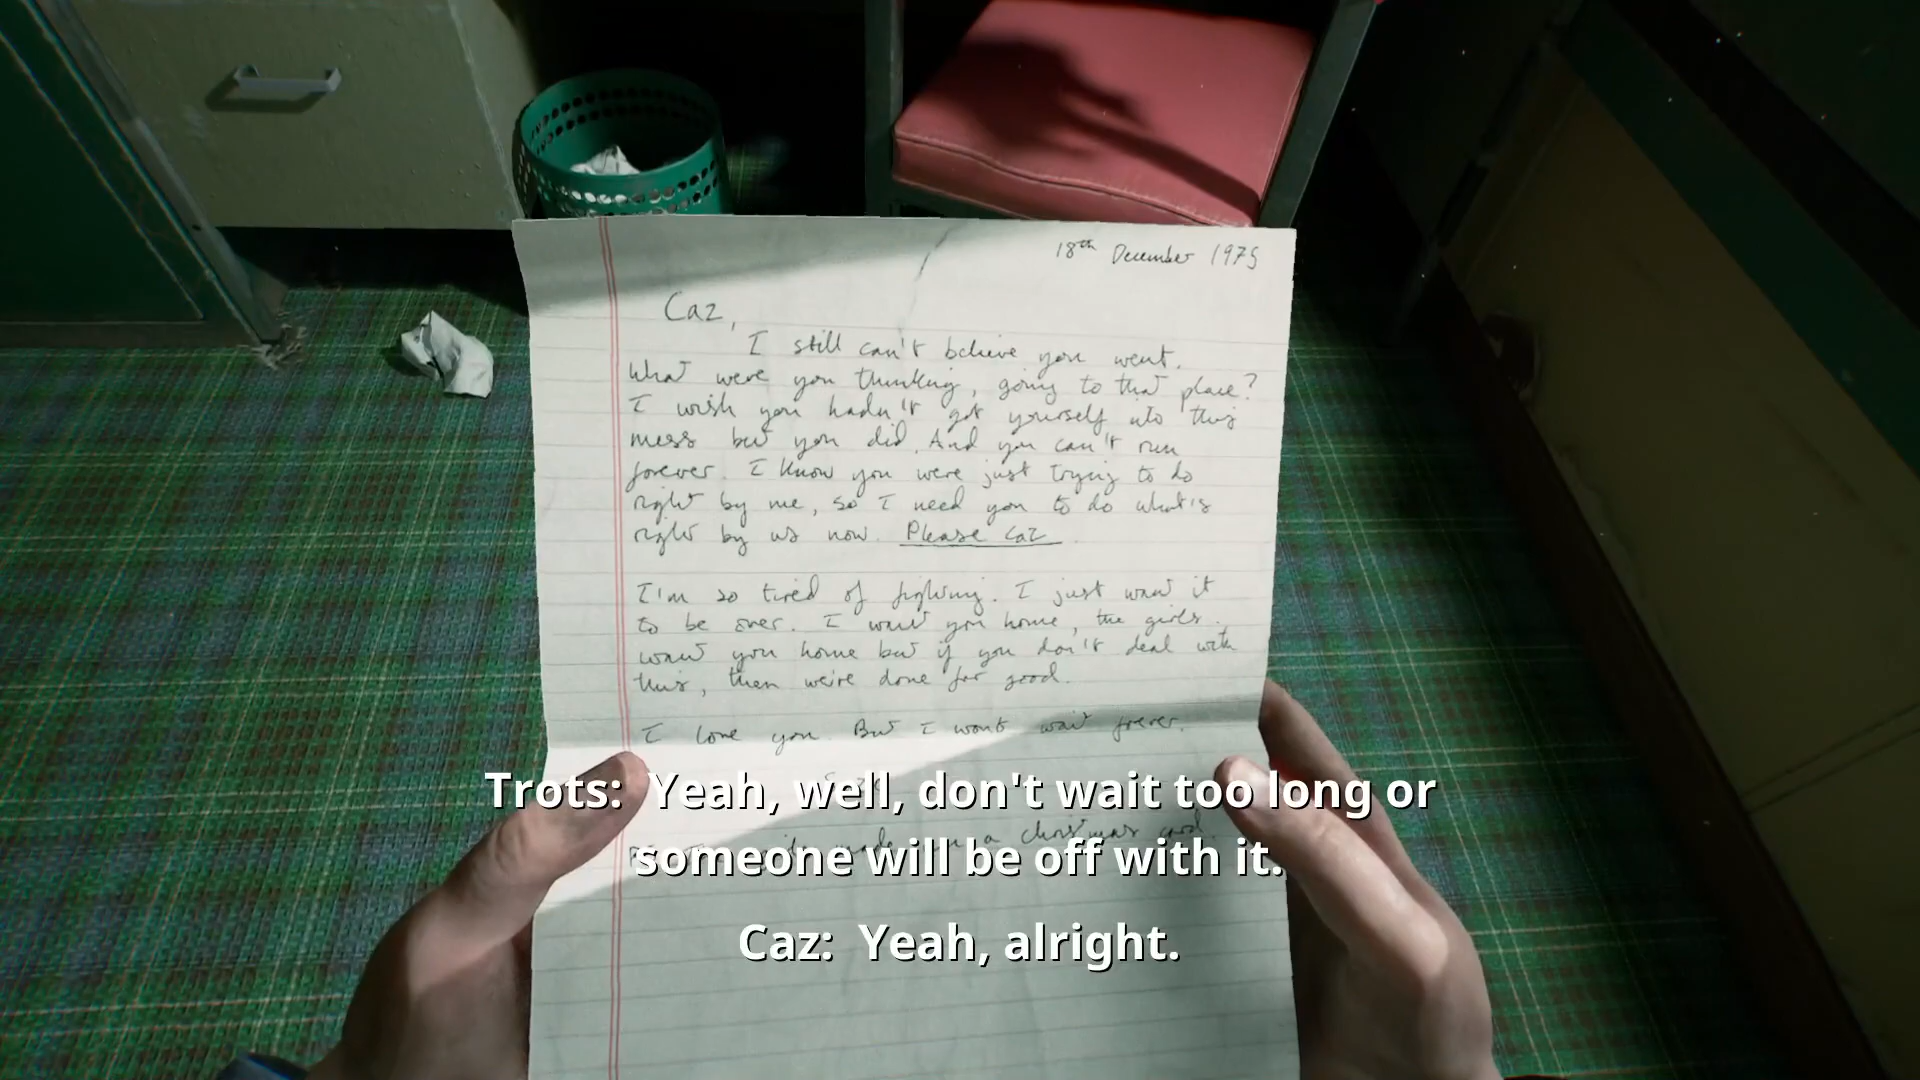 18th December 1975
Caz,
I still can't believe you went.
What were you thinking, going to that place?
I wish you hadn't got yourself into this
mess but you did. And you can't run
forever. I know you were just trying to do
right by me, so I need you to do what's
right by us now. Please Caz.
I'm so tired of fighting. I just want it
to be over. I want you home, the girls
want you home but if you don't deal with
this, then we're done for good.
I love you. But I wont wait forever.
made a christmas card.
Trots: Yeah, well, don't wait too long or
someone will be off with it.
Caz: Yeah, alright.